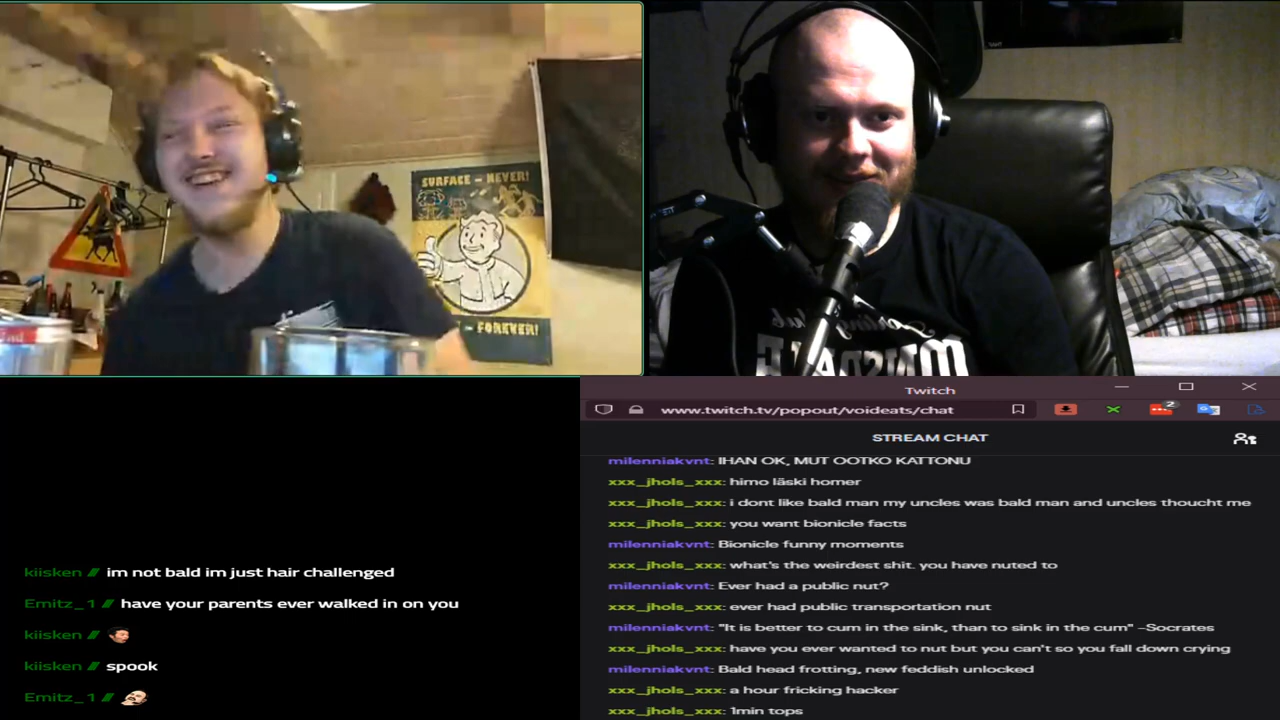 SURFACE - NEVER!
- FOREVER!
Twitch
www.twitch.tv/popout/voideats/chat
2
STREAM CHAT
milenniakvnt: IHAN OK, MUT OOTKO KATTONU
xxx_jhols_xxx: himo läski homer
xxx_jhols_xxx: i dont like bald man my uncles was bald man and uncles thoucht me
xxx_jhols_xxx: you want bionicle facts
milenniakvnt: Bionicle funny moments
xxx_jhols_xxx: what's the weirdest shit. you have nuted to
milenniakvnt: Ever had a public nut?
xxx_jhols_xxx: ever had public transportation nut
milenniakvnt: "It is better to cum in the sink, than to sink in the cum" -Socrates
xxx_jhols_xxx: have you ever wanted to nut but you can't so you fall down crying
milenniakvnt: Bald head frotting, new feddish unlocked
xxx_jhols_xxx: a hour fricking hacker
xxx_jhols_xxx: 1min tops
kiisken // im not bald im just hair challenged
Emitz_1 // have your parents ever walked in on you
kiisken //
kiisken // spook
Emitz_1 //